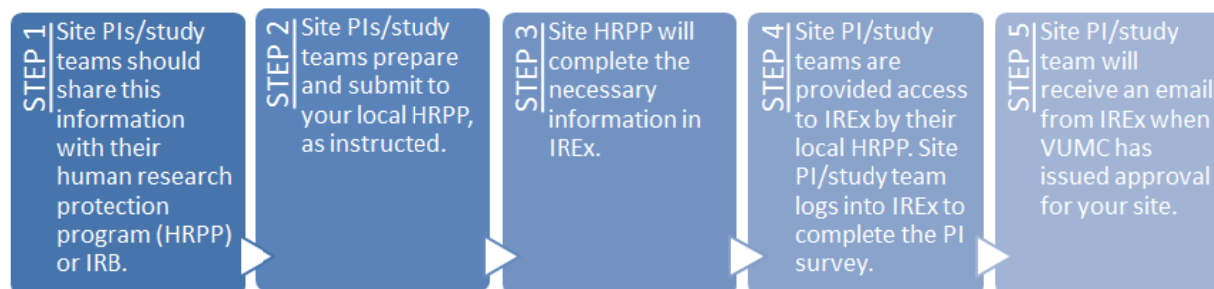 STEP 1
Site PIs/study
teams should
share this
information
with their
human research
protection
program (HRPP)
or IRB.
STEP 2
Site PIs/study
teams prepare
and submit to
your local HRPP,
as instructed.
STEP 3
Site HRPP will
complete the
necessary
information in
IREx.
STEP 4
Site PI/study
teams are
provided access
to IREx by their
local HRPP. Site
PI/study team
logs into IREx to
complete the PI
survey.
STEP 5
Site PI/study
team will
receive an email
from IREx when
VUMC has
issued approval
for your site.